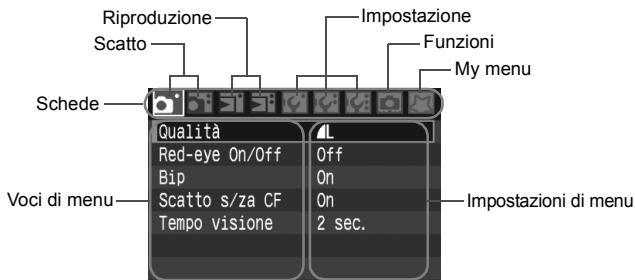 Riproduzione
Impostazione
Scatto
Funzioni
My menu
Schede
Qualità L
Red-eye On/Off Off
Bip On
Voci di menu
Scatto s/za CF On
Impostazioni di menu
Tempo visione 2 sec.